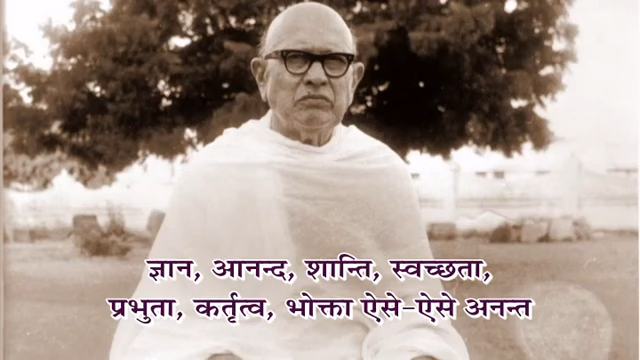 ज्ञान, आनन्द, शान्ति, स्वच्छता,
प्रभुता, कर्तृत्व, भोक्ता ऐसे-ऐसे अनन्त